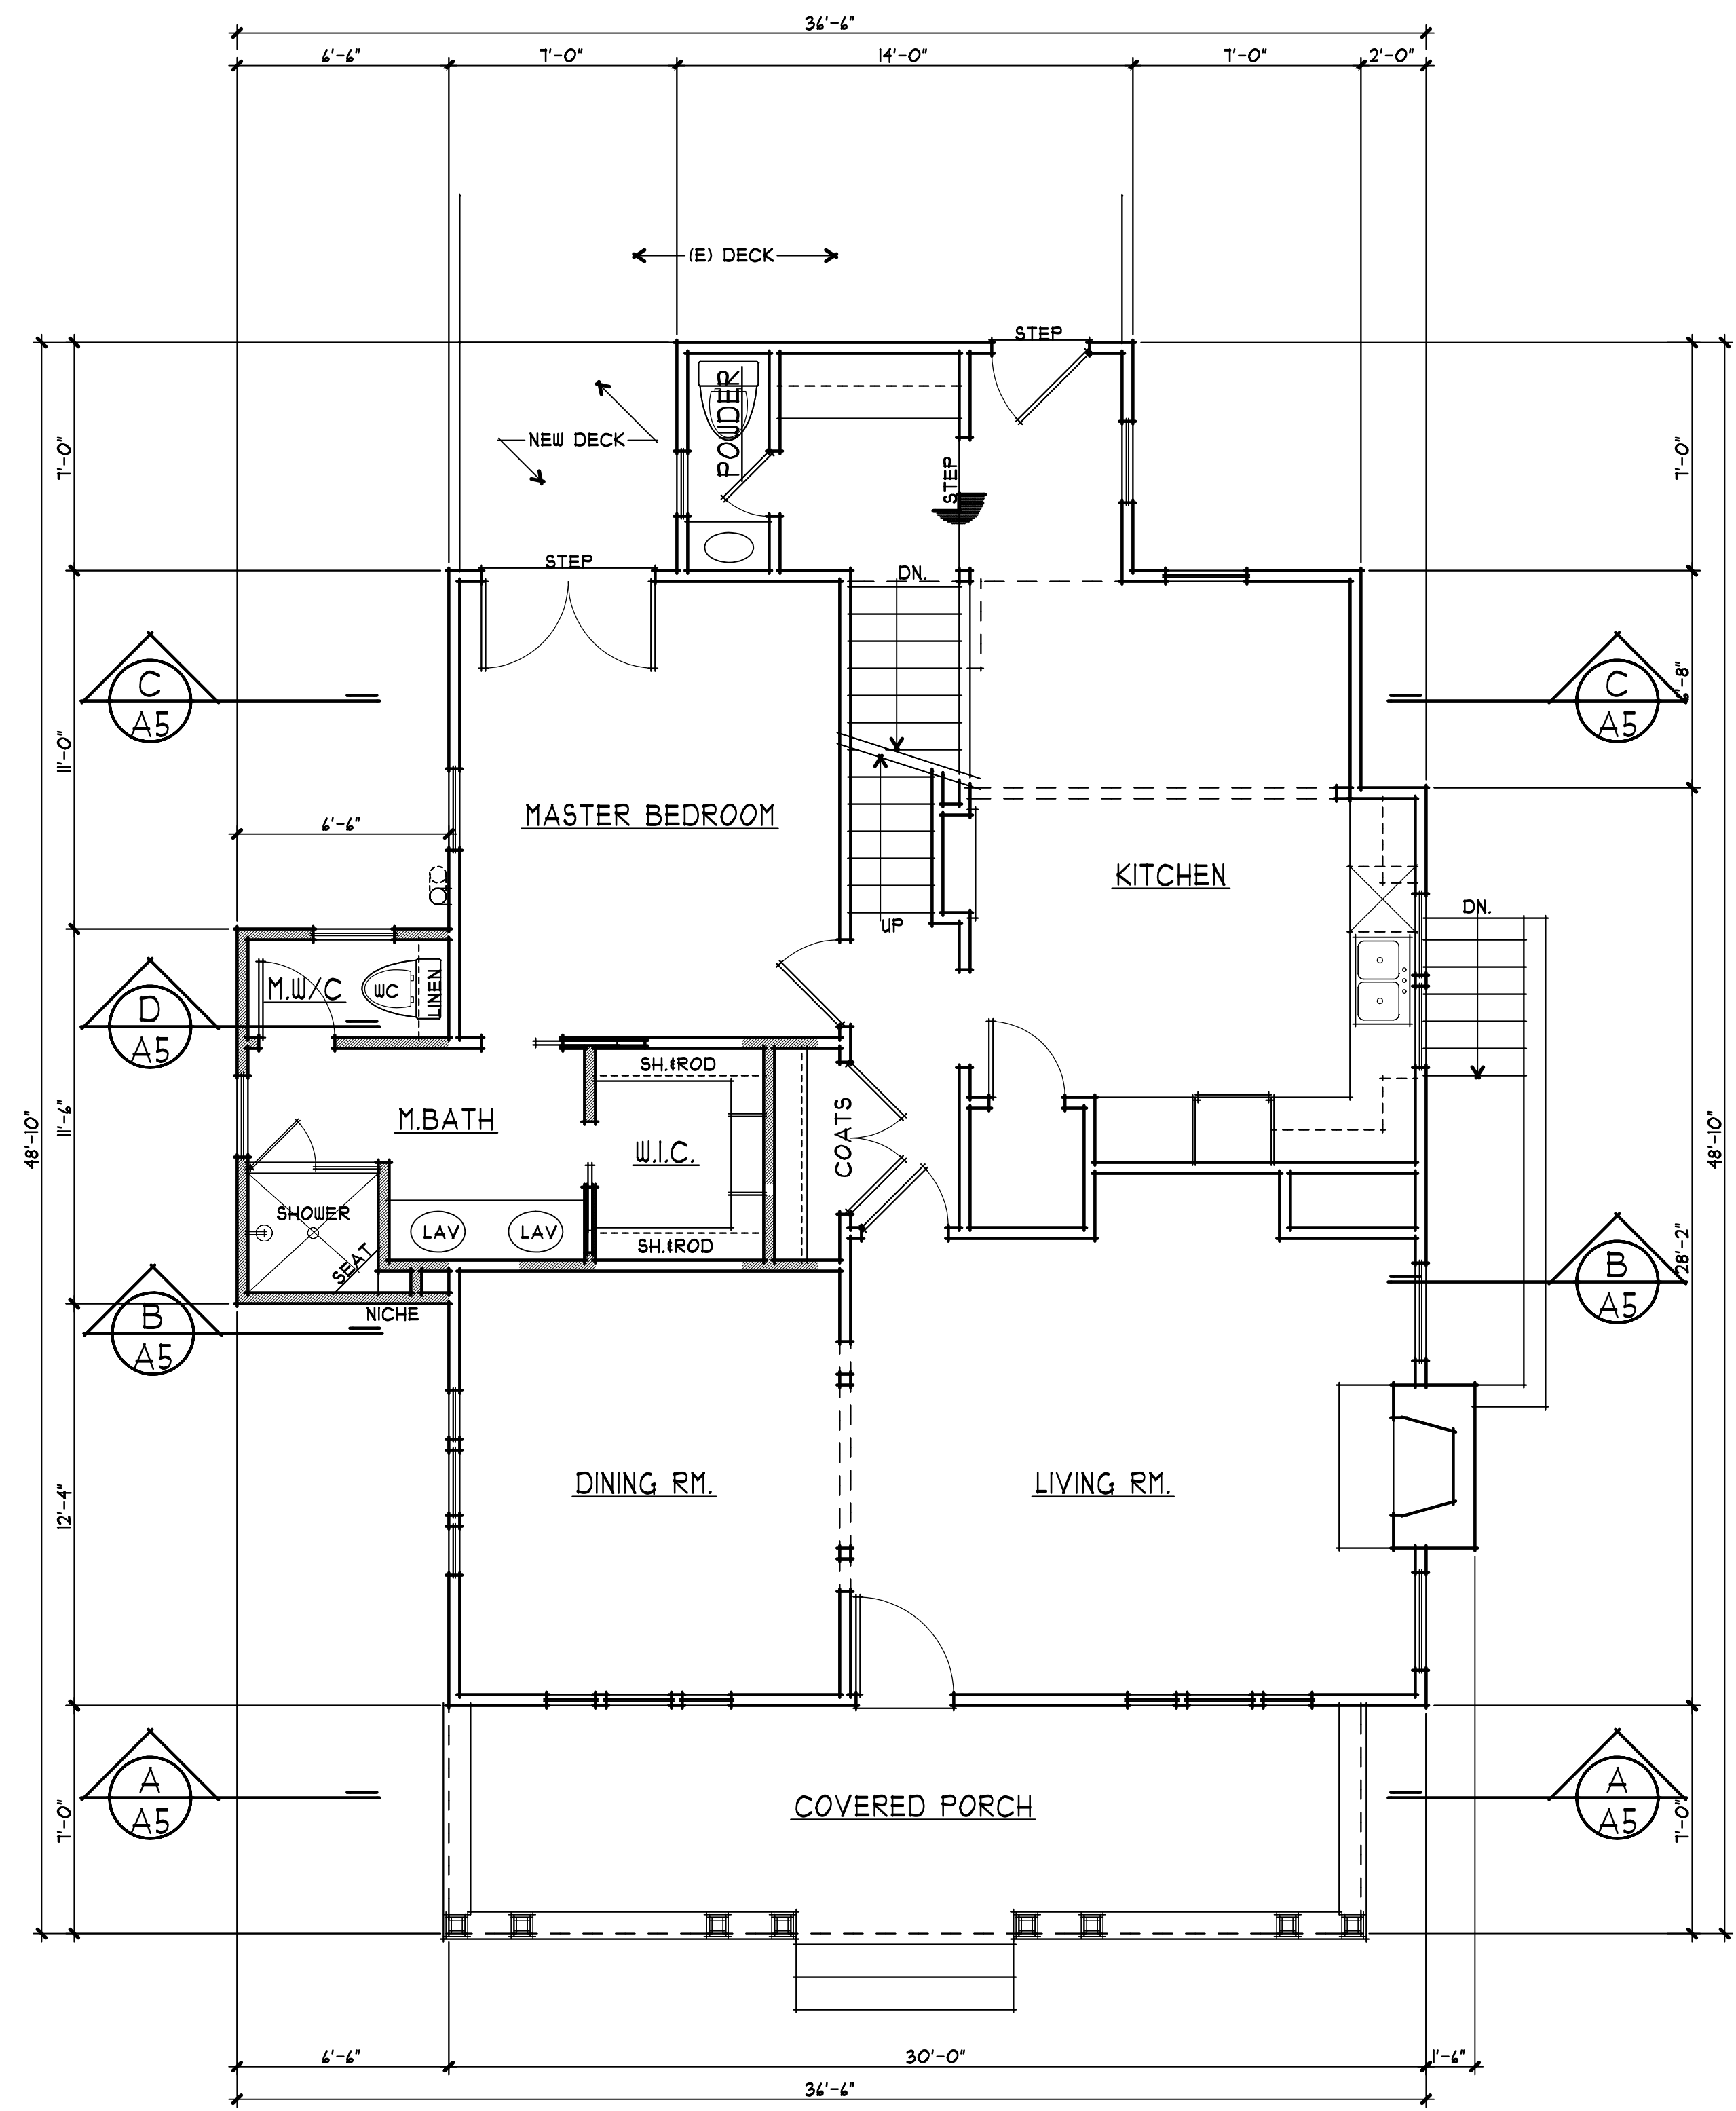 36'-6"
6'-6" 7'-0" 14'-0" 7'-0" 2'-0"
(E) DECK
STEP
POWDER
NEW DECK
STEP
7'-0"
7'-0"
STEP
DN.
C
A5
C
A5
11'-0"
6'-6"
MASTER BEDROOM
KITCHEN
UP
DN.
M.W/C
WC
LINEN
D
A5
SH.&ROD
M.BATH
W.I.C.
COATS
48'-10"
11'-6"
48'-10"
SHOWER
LAV
LAV
SEAT
SH.&ROD
NICHE
B
A5
B
A5
28'-2"
12'-4"
DINING RM.
LIVING RM.
A
A5
A
A5
7'-0"
7'-0"
COVERED PORCH
6'-6" 30'-0" 1'-6"
36'-6"